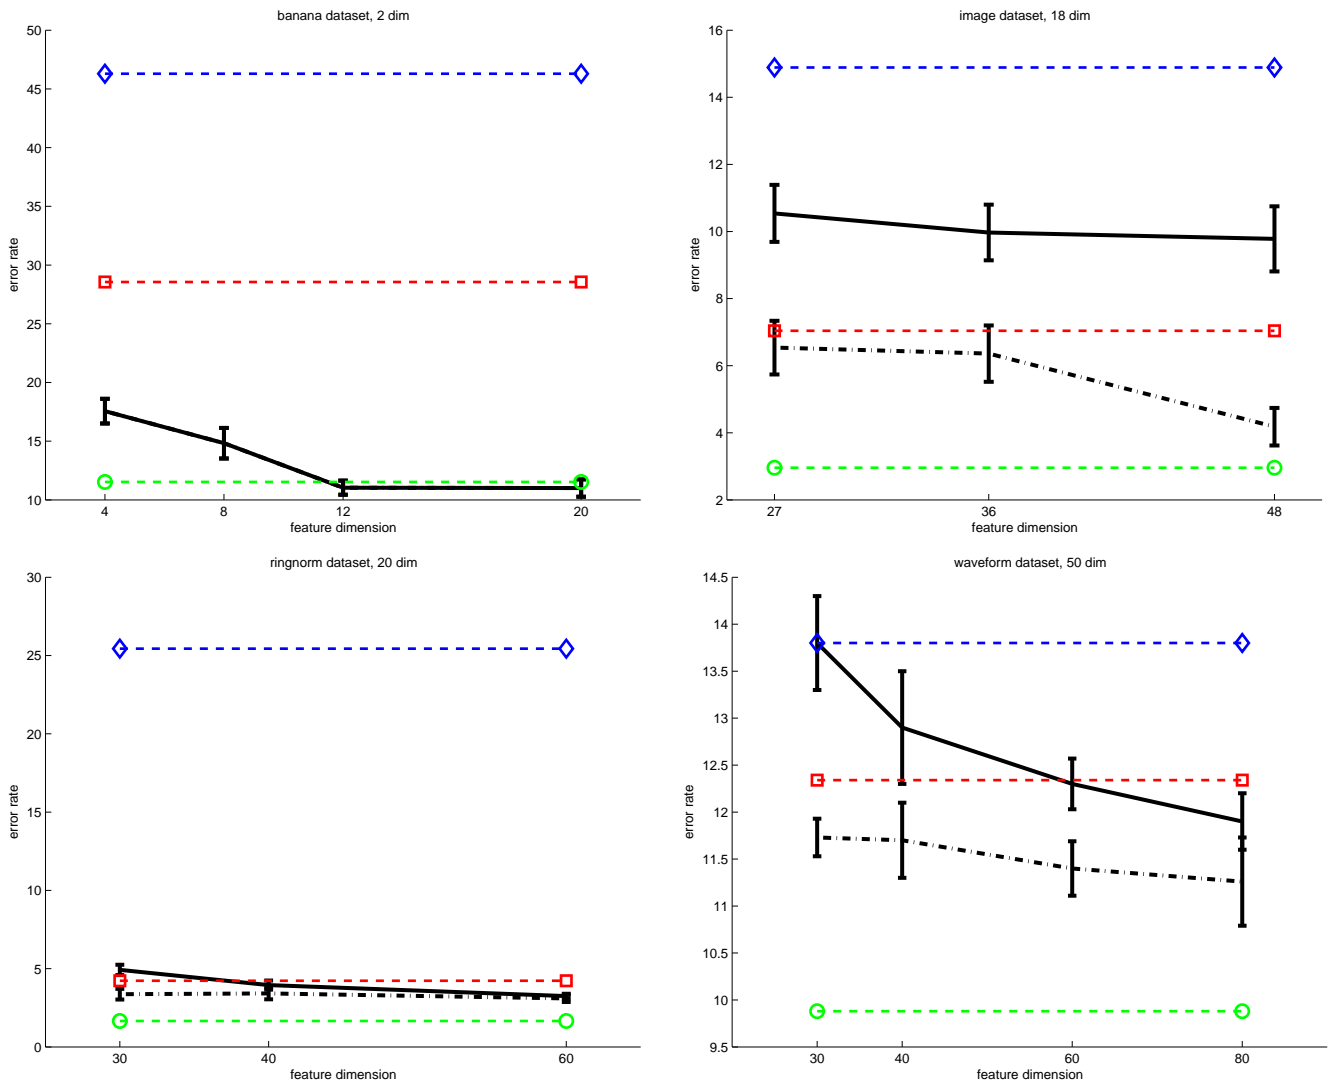 banana dataset, 2 dim
50
45
40
35
30
25
20
15
10
error rate
4 8 12 20
feature dimension
image dataset, 18 dim
16
14
12
10
8
6
4
2
error rate
27 36 48
feature dimension
ringnorm dataset, 20 dim
30
25
20
15
10
5
0
error rate
30 40 60
feature dimension
waveform dataset, 50 dim
14.5
14
13.5
13
12.5
12
11.5
11
10.5
10
9.5
error rate
30 40 60 80
feature dimension